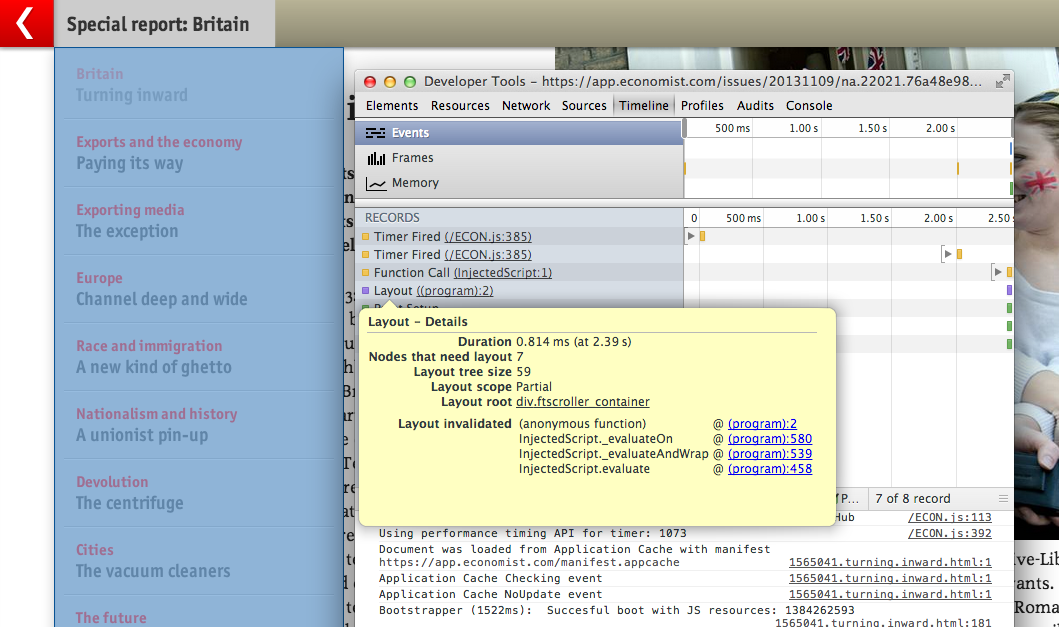 Special report: Britain
Britain
Turning inward
Exports and the economy
Paying its way
Exporting media
The exception
Europe
Channel deep and wide
Race and immigration
A new kind of ghetto
Nationalism and history
A unionist pin-up
Devolution
The centrifuge
Cities
The vacuum cleaners
The future
Developer Tools - https://app.economist.com/issues/20131109/na.22021.76a48e98...
Elements Resources Network Sources Timeline Profiles Audits Console
Events
Frames
Memory
500 ms 1.00 s 1.50 s 2.00 s
RECORDS
0 500 ms 1.00 s 1.50 s 2.00 s 2.50
Timer Fired (/ECON.js:385)
Timer Fired (/ECON.js:385)
Function Call (InjectedScript:1)
Layout ((program):2)
Layout – Details
Duration 0.814 ms (at 2.39 s)
Nodes that need layout 7
Layout tree size 59
Layout scope Partial
Layout root div.ftscroller_container
Layout invalidated (anonymous function) @ (program):2
InjectedScript._evaluateOn @ (program):580
InjectedScript._evaluateAndWrap @ (program):539
InjectedScript.evaluate @ (program):458
P... 7 of 8 record
Hub /ECON.js:113
Using performance timing API for timer: 1073 /ECON.js:392
Document was loaded from Application Cache with manifest
https://app.economist.com/manifest.appcache 1565041.turning.inward.html:1
Application Cache Checking event 1565041.turning.inward.html:1
Application Cache NoUpdate event 1565041.turning.inward.html:1
Bootstrapper (1522ms): Succesful boot with JS resources: 1384262593
1565041.turning.inward.html:181
ive-Lib
ants.
Roma